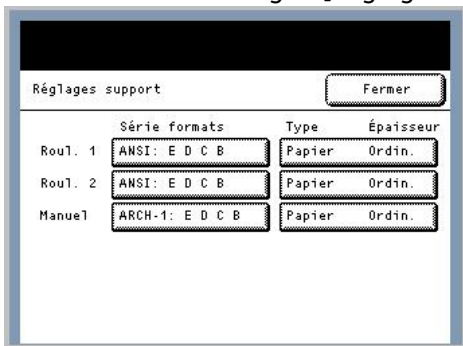 Réglages support
Fermer
Série formats Type Épaisseur
Roul. 1 ANSI: E D C B Papier Ordin.
Roul. 2 ANSI: E D C B Papier Ordin.
Manuel ARCH-1: E D C B Papier Ordin.